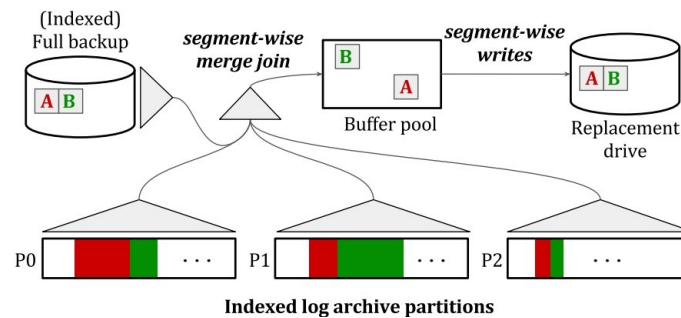 (Indexed)
Full backup
A B
segment-wise
merge join
B
A
Buffer pool
segment-wise
writes
A B
Replacement
drive
P0 · · ·
P1 · · ·
P2 · · ·
Indexed log archive partitions